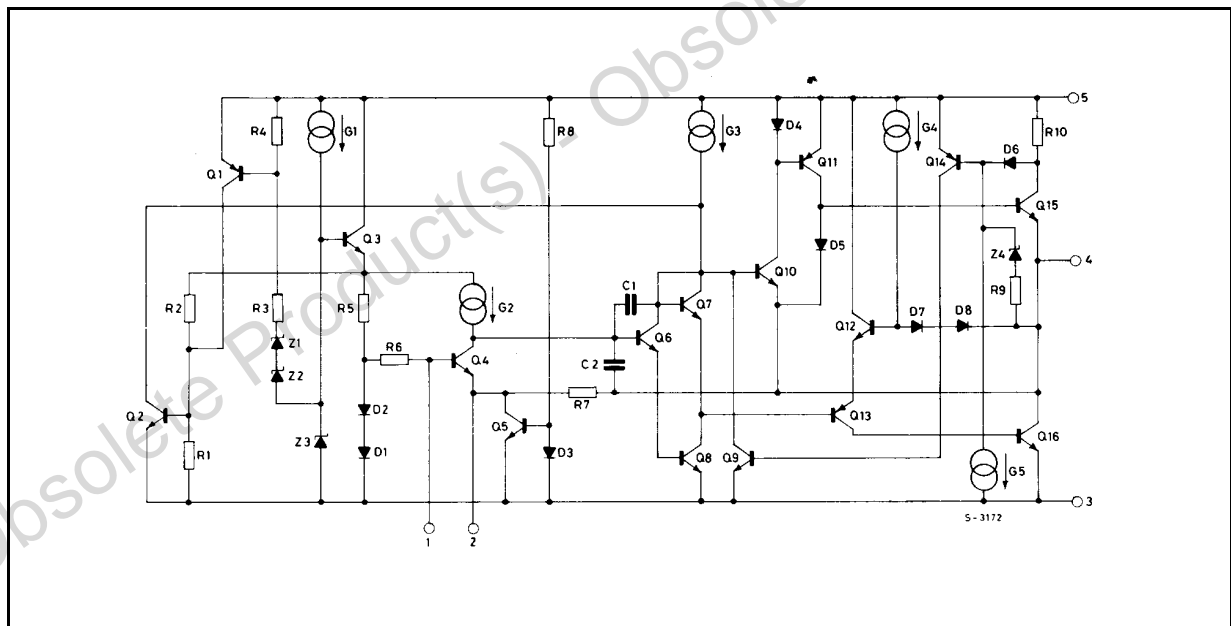 Obsolete Product(s) - Obsole
5
R4
G1
R8
G3
D4
G4
R10
Q1
Q11
Q14
D6
Q15
Q3
D5
Z4
4
R2
R3
R5
G2
C1
Q10
R9
Q7
Z1
Q12
D7
D8
Q6
R6
Q4
C2
Z2
Q2
D2
R7
Q13
Q5
Q16
Z3
R1
D1
D3
Q8
Q9
G5
3
S-3172
1
2